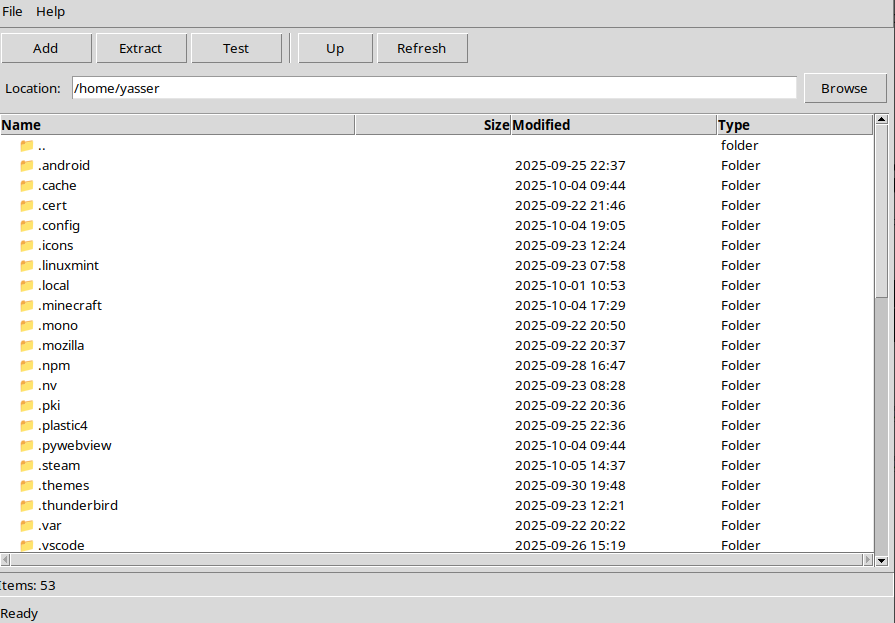 File Help
Add Extract Test Up Refresh
Location: /home/yasser Browse
Name Size Modified Type
.. folder
.android 2025-09-25 22:37 Folder
.cache 2025-10-04 09:44 Folder
.cert 2025-09-22 21:46 Folder
.config 2025-10-04 19:05 Folder
.icons 2025-09-23 12:24 Folder
.linuxmint 2025-09-23 07:58 Folder
.local 2025-10-01 10:53 Folder
.minecraft 2025-10-04 17:29 Folder
.mono 2025-09-22 20:50 Folder
.mozilla 2025-09-22 20:37 Folder
.npm 2025-09-28 16:47 Folder
.nv 2025-09-23 08:28 Folder
.pki 2025-09-22 20:36 Folder
.plastic4 2025-09-25 22:36 Folder
.pywebview 2025-10-04 09:44 Folder
.steam 2025-10-05 14:37 Folder
.themes 2025-09-30 19:48 Folder
.thunderbird 2025-09-23 12:21 Folder
.var 2025-09-22 20:22 Folder
.vscode 2025-09-26 15:19 Folder
Items: 53
Ready